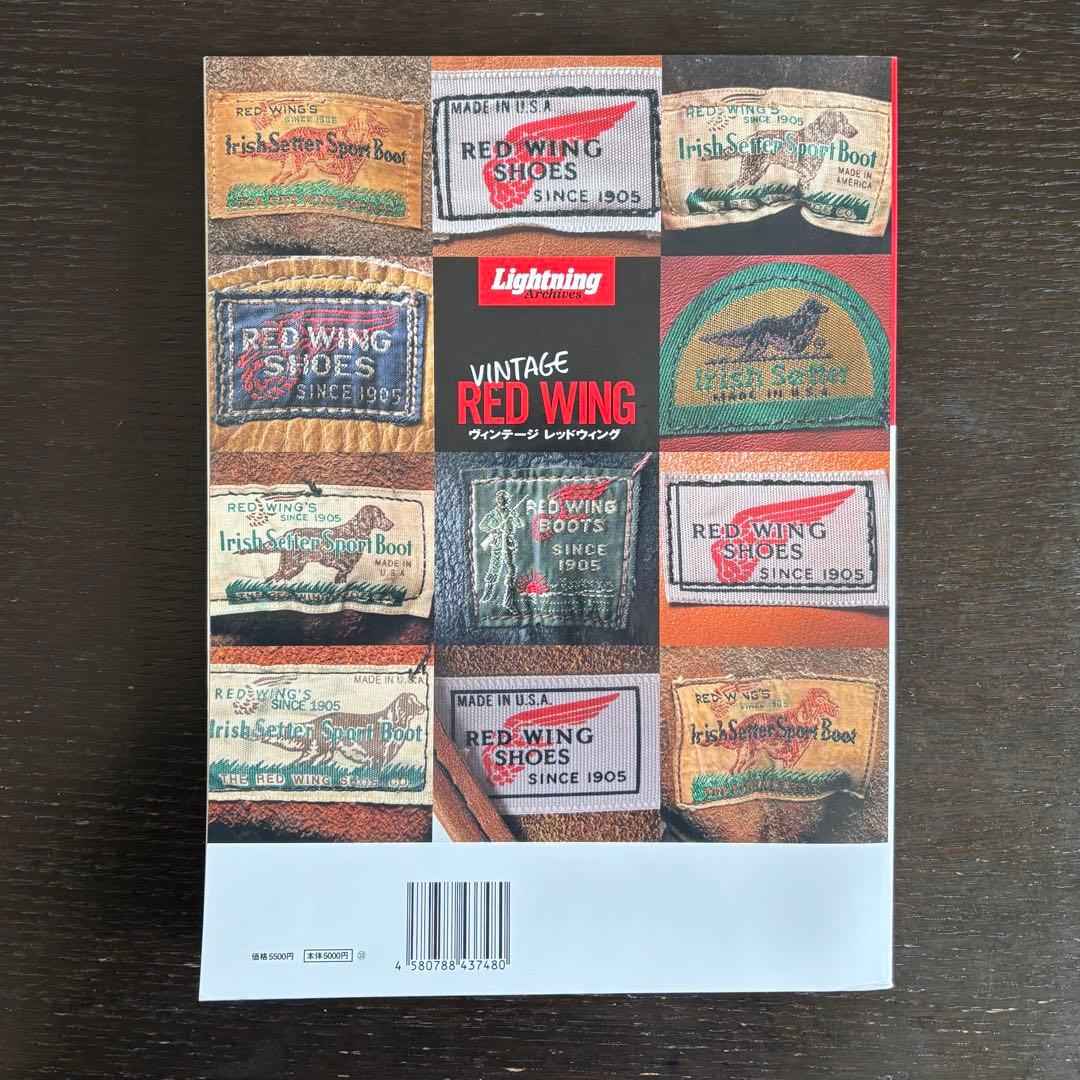 RED WING'S
SINCE 1905
Irish Setter Sport Boot
MADE IN U.S.A
RED WING
SHOES
SINCE 1905
RED WING'S
SINCE 1905
Irish Setter Sport Boot
MADE IN
AMERICA
RED WING
SHOES
SINCE 1905
Lightning
Archives
VINTAGE
RED WING
ヴィンテージ レッドウィング
Irish Setter
MADE IN U.S.A
RED WING'S
SINCE 1905
Irish Setter Sport Boot
MADE IN
U.S.A
RED WING
BOOTS
SINCE
1905
RED WING
SHOES
SINCE 1905
MADE IN U.S.A
RED WING'S
SINCE 1905
Irish Setter Sport Boot
THE RED WING SHOE CO.
MADE IN U.S.A.
RED WING
SHOES
SINCE 1905
RED WING'S
SINCE 1905
Irish Setter Sport Boot
価格5500円 本体5000円
4 580788 437480